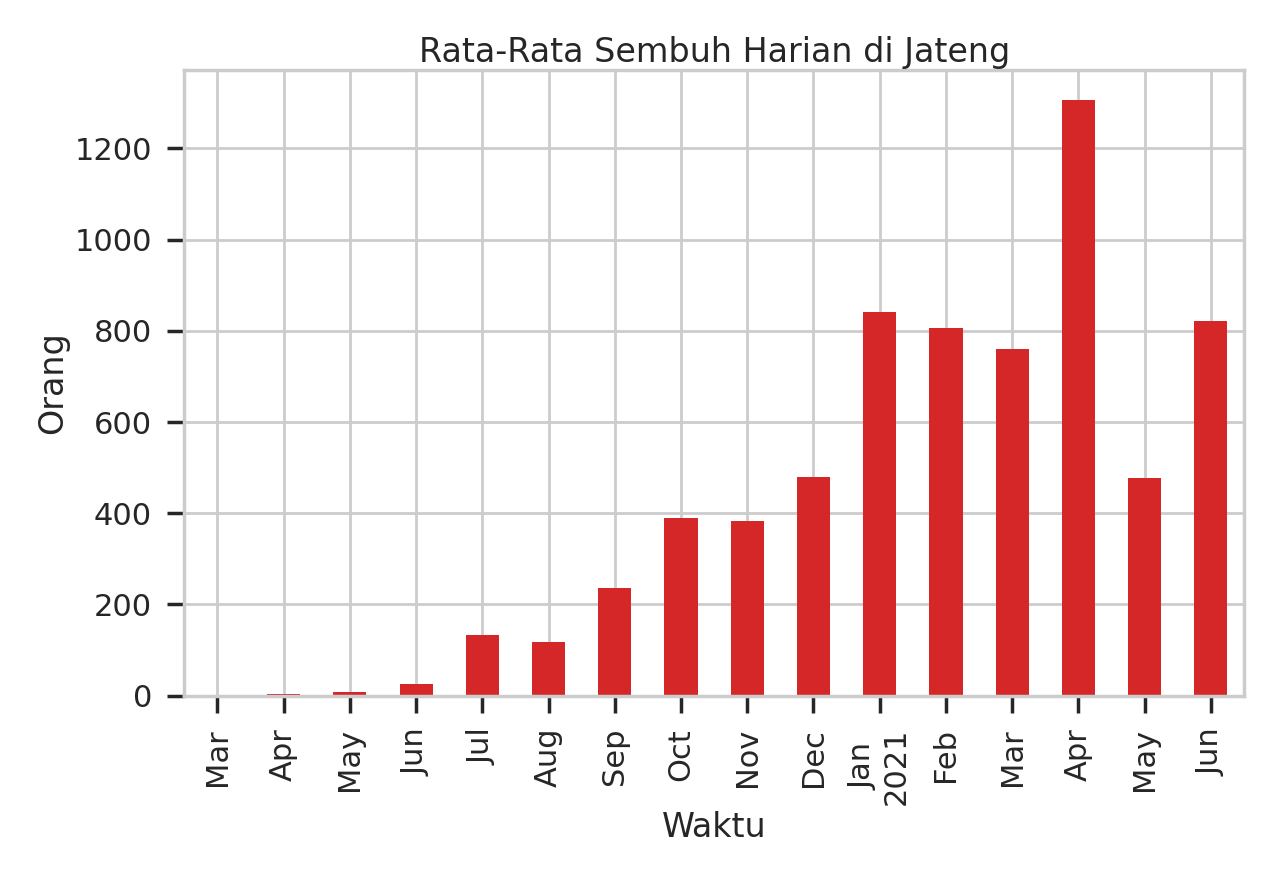 Rata-Rata Sembuh Harian di Jateng
1200
1000
800
600
400
200
0
Orang
Mar
Apr
May
Jun
Jul
Aug
Sep
Oct
Nov
Dec
Jan
2021
Feb
Mar
Apr
May
Jun
Waktu